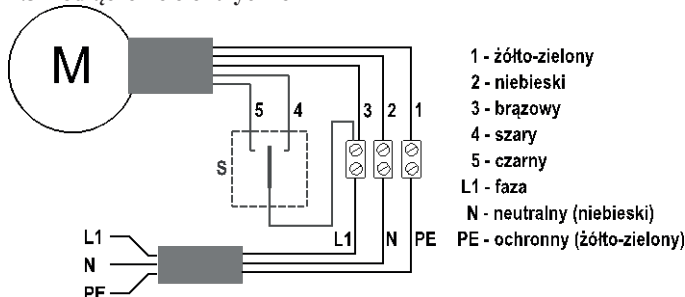 M
5 4 3 2 1
S
L1 N PE
L1
N
PE
1 - żółto-zielony
2 - niebieski
3 - brązowy
4 - szary
5 - czarny
L1 - faza
N - neutralny (niebieski)
PE - ochronny (żółto-zielony)